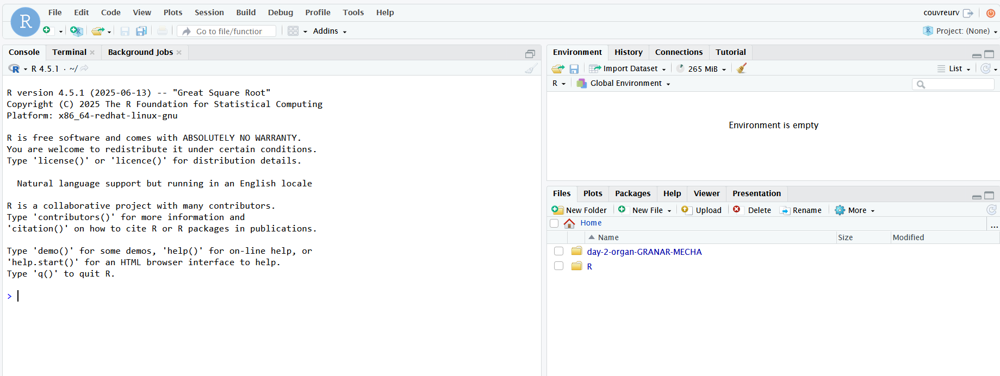 File Edit Code View Plots Session Build Debug Profile Tools Help
couvreurv
R
Go to file/function
Addins
Project: (None)
Console Terminal Background Jobs
R R 4.5.1 · ~/
R version 4.5.1 (2025-06-13) -- "Great Square Root"
Copyright (C) 2025 The R Foundation for Statistical Computing
Platform: x86_64-redhat-linux-gnu
R is free software and comes with ABSOLUTELY NO WARRANTY.
You are welcome to redistribute it under certain conditions.
Type 'license()' or 'licence()' for distribution details.
Natural language support but running in an English locale
R is a collaborative project with many contributors.
Type 'contributors()' for more information and
'citation()' on how to cite R or R packages in publications.
Type 'demo()' for some demos, 'help()' for on-line help, or
'help.start()' for an HTML browser interface to help.
Type 'q()' to quit R.
>
Environment History Connections Tutorial
Import Dataset 265 MiB List
R Global Environment
Environment is empty
Files Plots Packages Help Viewer Presentation
New Folder New File Upload Delete Rename More
Home ...
Name Size Modified
day-2-organ-GRANAR-MECHA
R